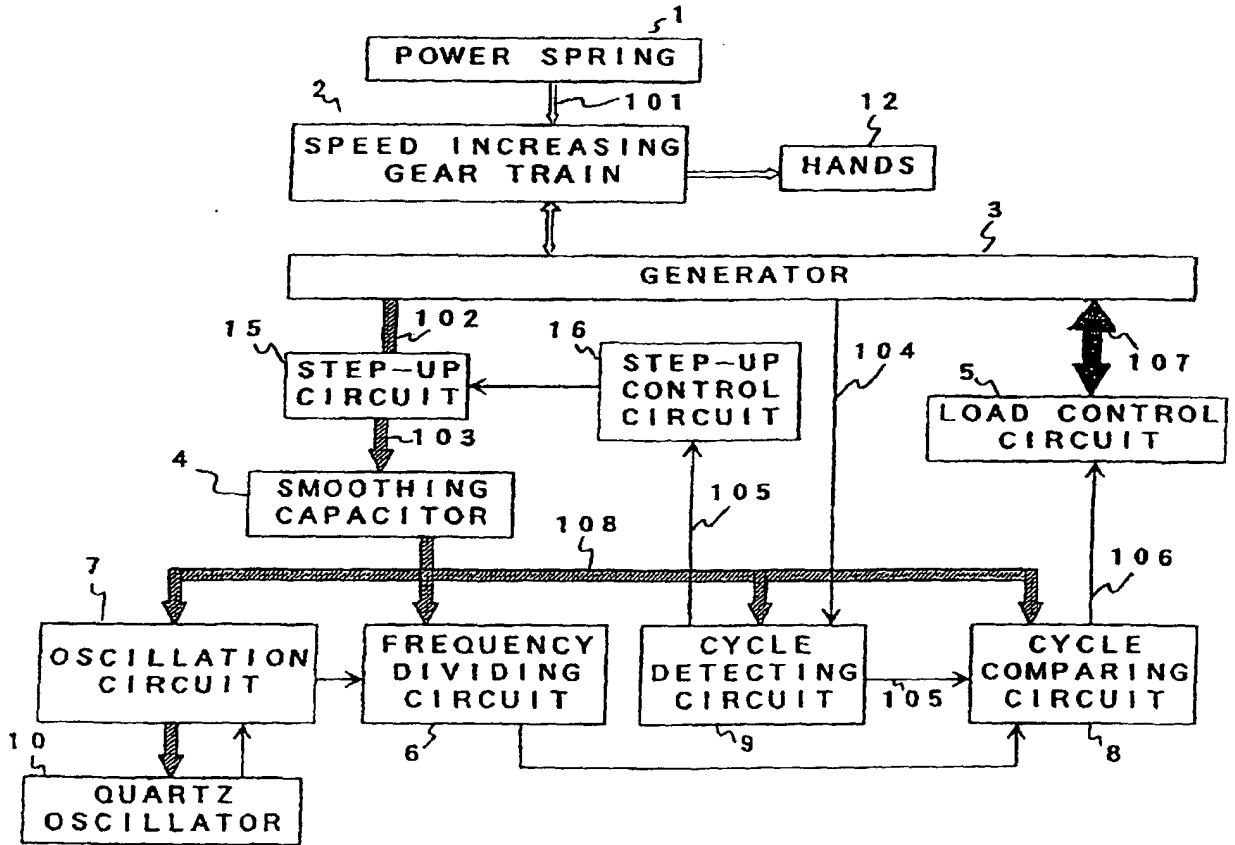 1
POWER SPRING
101
2
12
SPEED INCREASING
GEAR TRAIN
HANDS
3
GENERATOR
102
15
STEP-UP
CIRCUIT
16
STEP-UP
CONTROL
CIRCUIT
104
107
5
LOAD CONTROL
CIRCUIT
103
4
SMOOTHING
CAPACITOR
105
108
106
7
OSCILLATION
CIRCUIT
FREQUENCY
DIVIDING
CIRCUIT
CYCLE
DETECTING
CIRCUIT
105
CYCLE
COMPARING
CIRCUIT
10
6
9
8
QUARTZ
OSCILLATOR